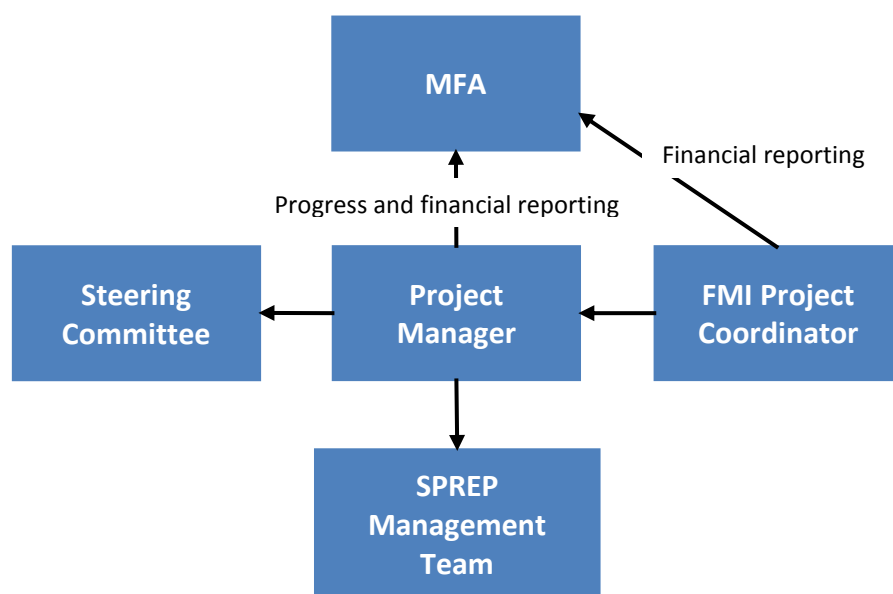 MFA
Financial reporting
Progress and financial reporting
Steering
Committee
Project
Manager
FMI Project
Coordinator
SPREP
Management
Team